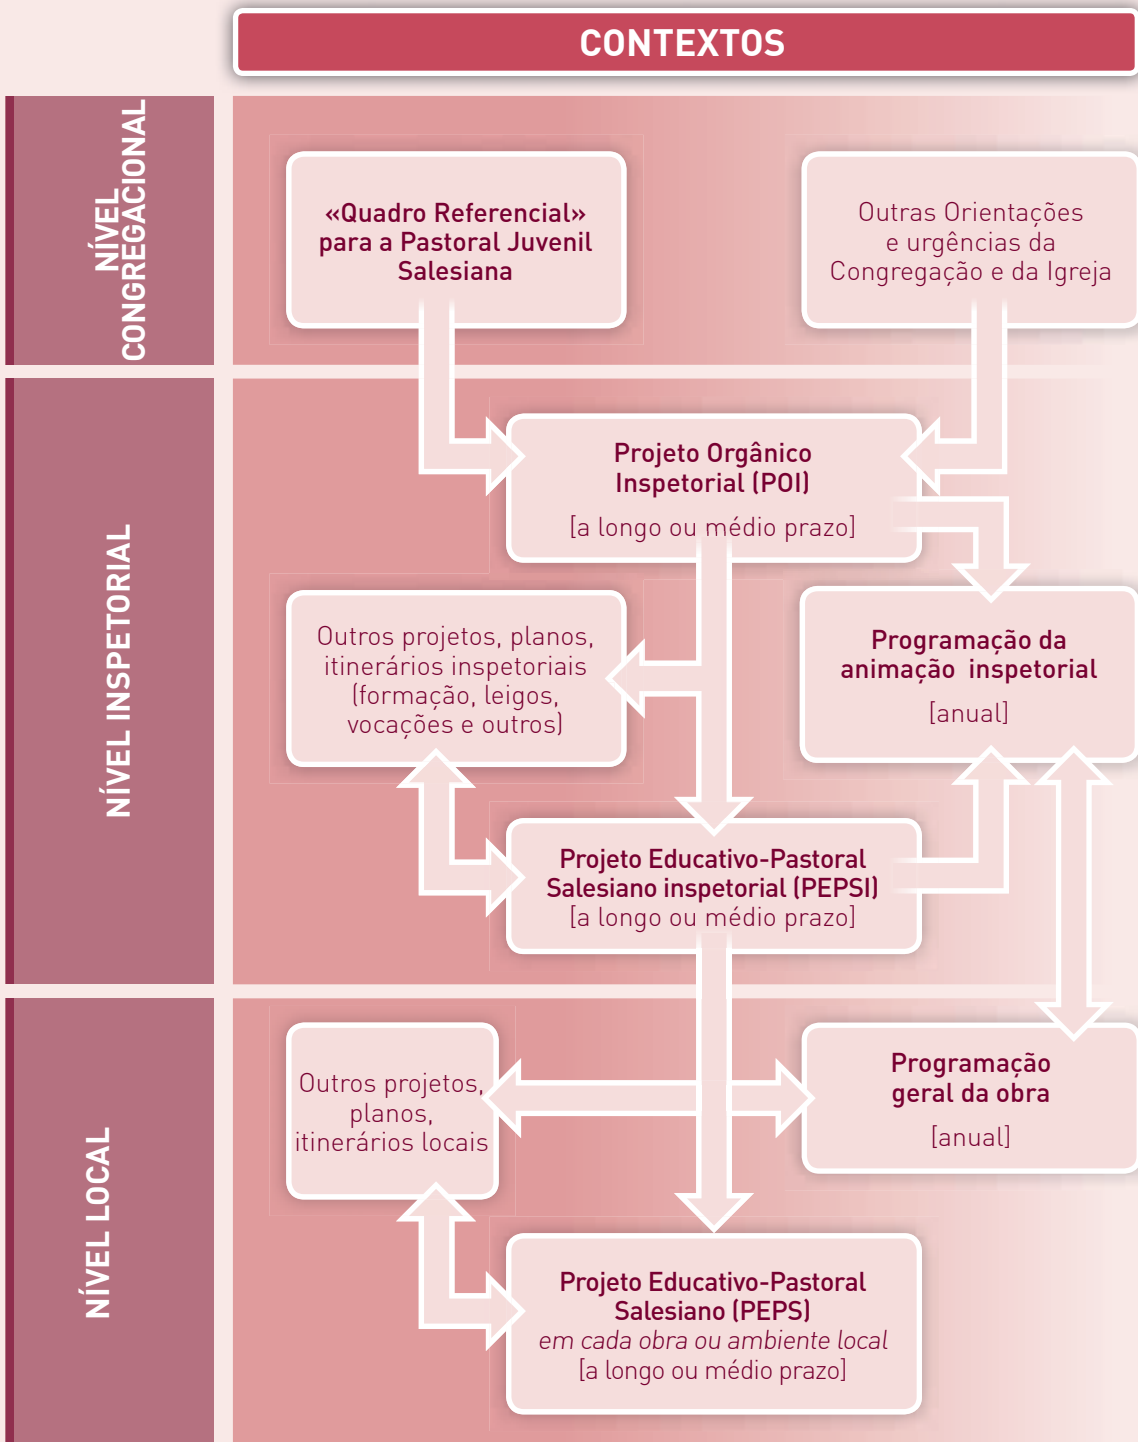 CONTEXTOS
NÍVEL
CONGREGACIONAL
«Quadro Referencial»
para a Pastoral Juvenil
Salesiana
Outras Orientações
e urgências da
Congregação e da Igreja
NÍVEL INSPETORIAL
Projeto Orgânico
Inspetorial (POI)
[a longo ou médio prazo]
Outros projetos, planos,
itinerários inspetoriais
(formação, leigos,
vocações e outros)
Programação da
animação inspetorial
[anual]
Projeto Educativo-Pastoral
Salesiano inspetorial (PEPSI)
[a longo ou médio prazo]
NÍVEL LOCAL
Outros projetos,
planos,
itinerários locais
Programação
geral da obra
[anual]
Projeto Educativo-Pastoral
Salesiano (PEPS)
em cada obra ou ambiente local
[a longo ou médio prazo]